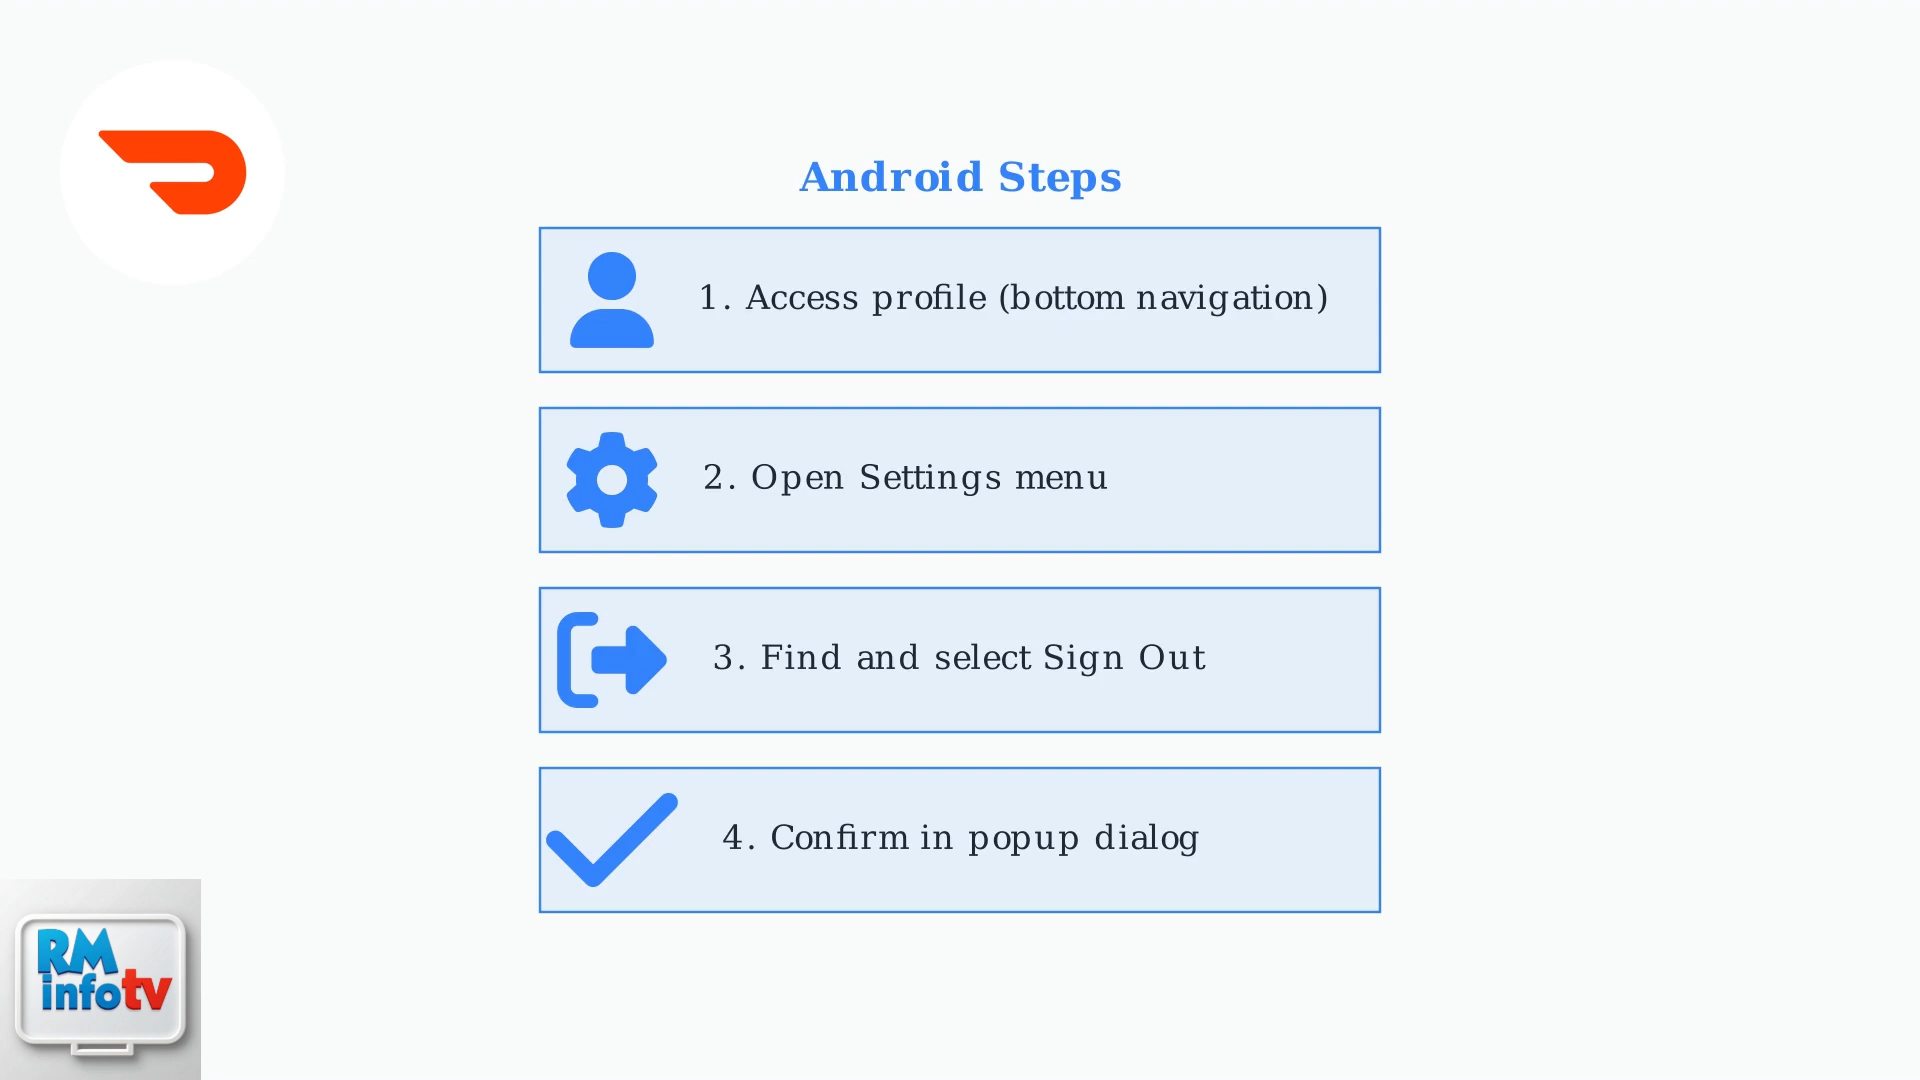 Android Steps
1. Access profile (bottom navigation)
2. Open Settings menu
3. Find and select Sign Out
4. Confirm in popup dialog
RM
infotv